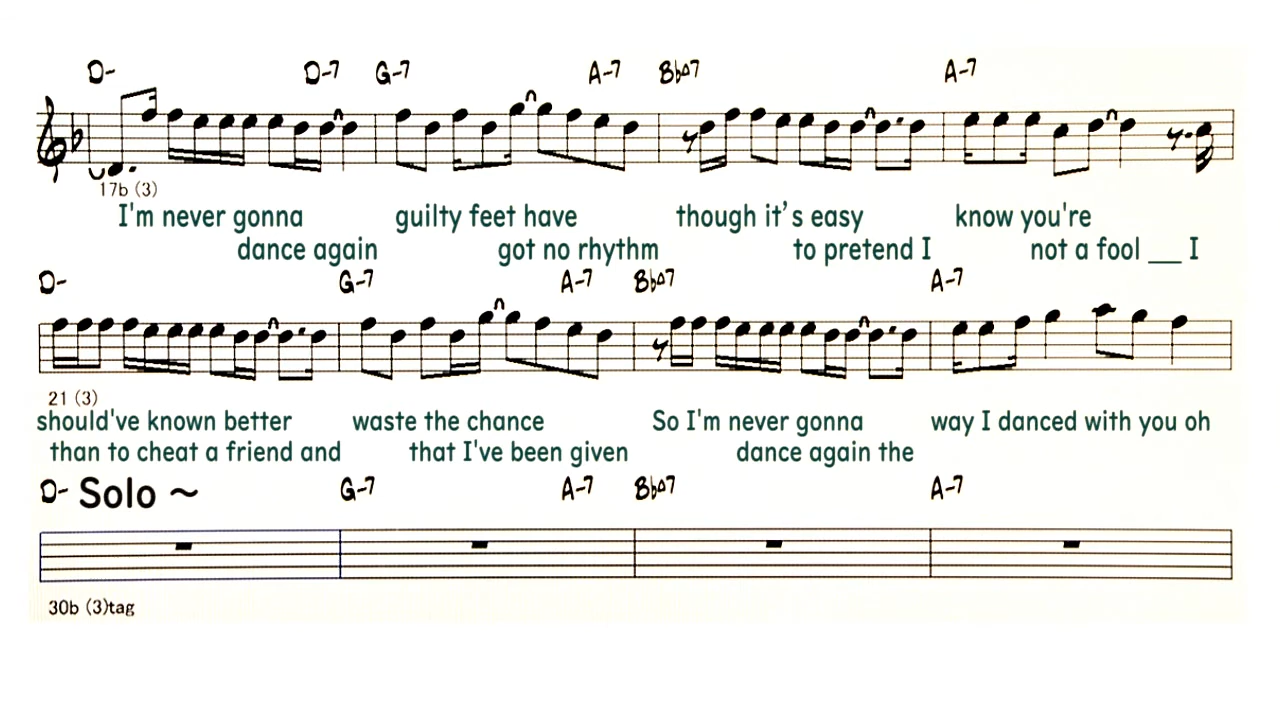 D- D-7 G-7 A-7 Bb△7 A-7
17b (3)
I'm never gonna guilty feet have though it's easy know you're
dance again got no rhythm to pretend I not a fool __ I
D- G-7 A-7 Bb△7 A-7
21 (3)
should've known better waste the chance So I'm never gonna way I danced with you oh
than to cheat a friend and that I've been given dance again the
D- Solo ~ G-7 A-7 Bb△7 A-7
30b (3)tag